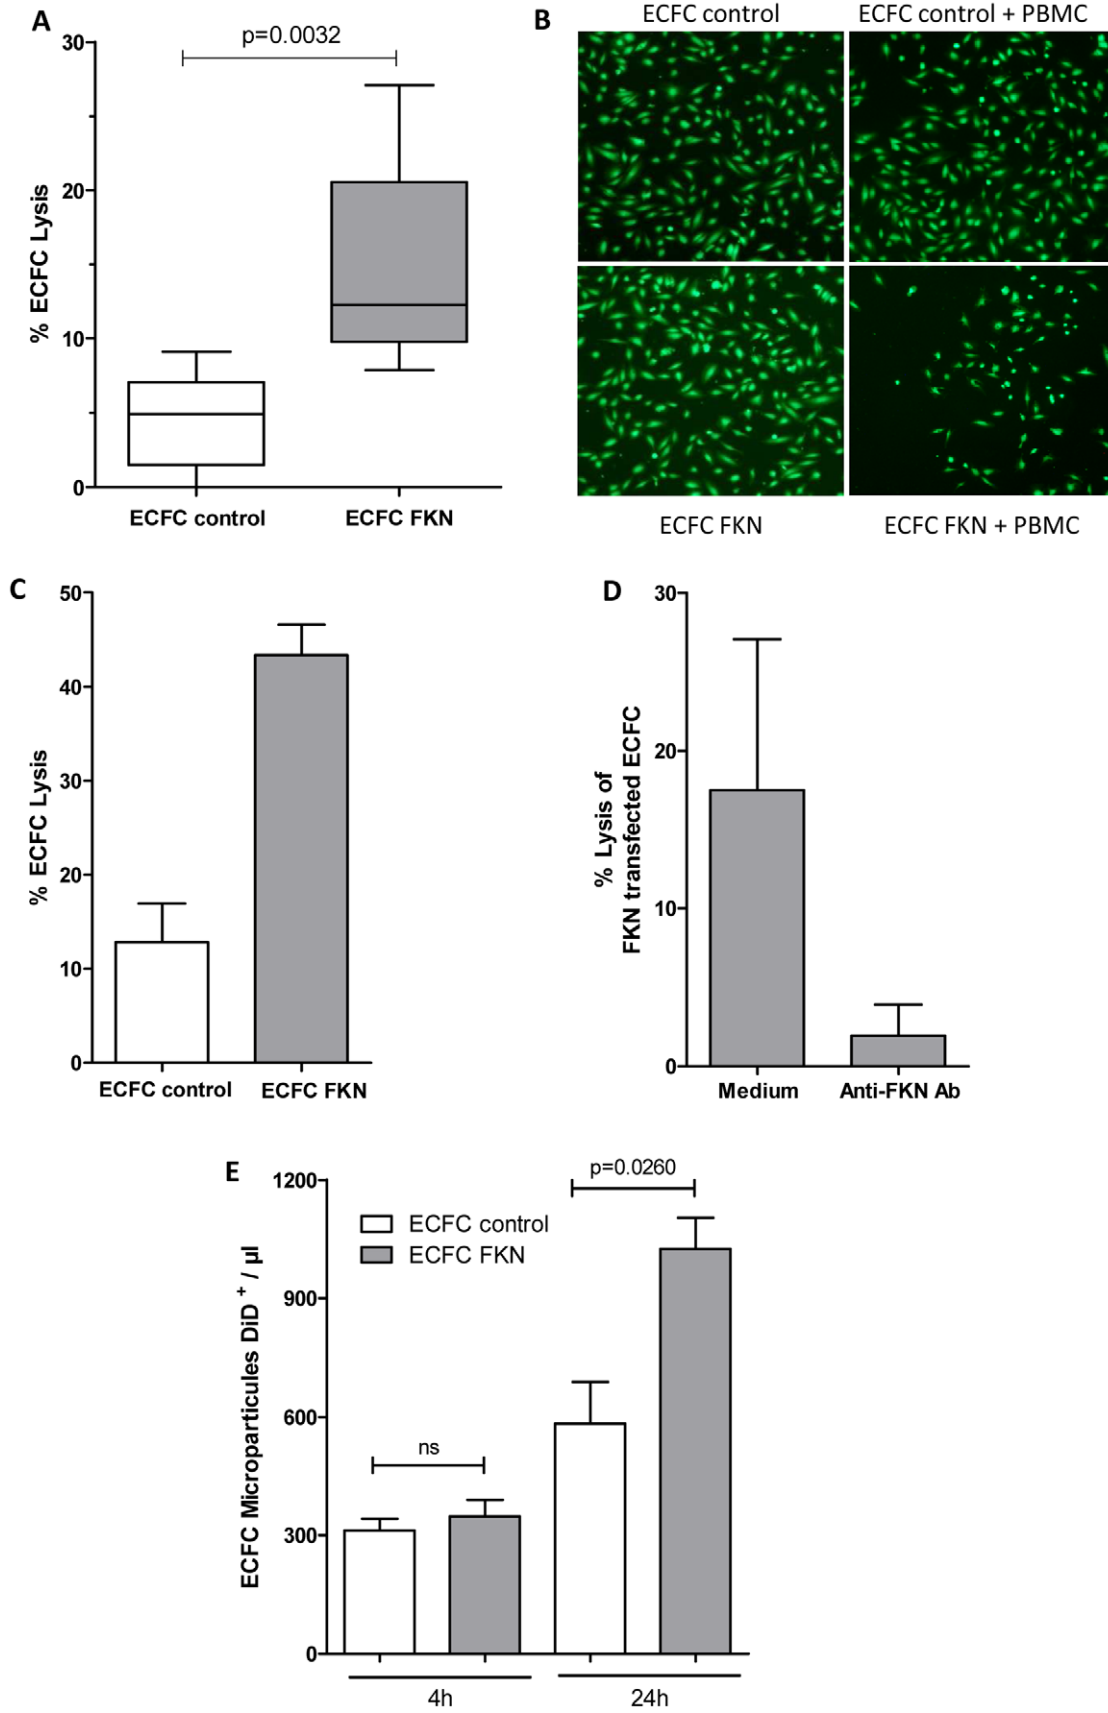 A
p=0.0032
30
20
10
0
% ECFC Lysis
ECFC control
ECFC FKN
B
ECFC control
ECFC control + PBMC
ECFC FKN
ECFC FKN + PBMC
C
50
40
30
20
10
0
% ECFC Lysis
ECFC control
ECFC FKN
D
30
20
10
0
% Lysis of
FKN transfected ECFC
Medium
Anti-FKN Ab
E
p=0.0260
1200
900
600
300
0
ECFC Microparticules DiD + / µl
ECFC control
ECFC FKN
ns
4h
24h